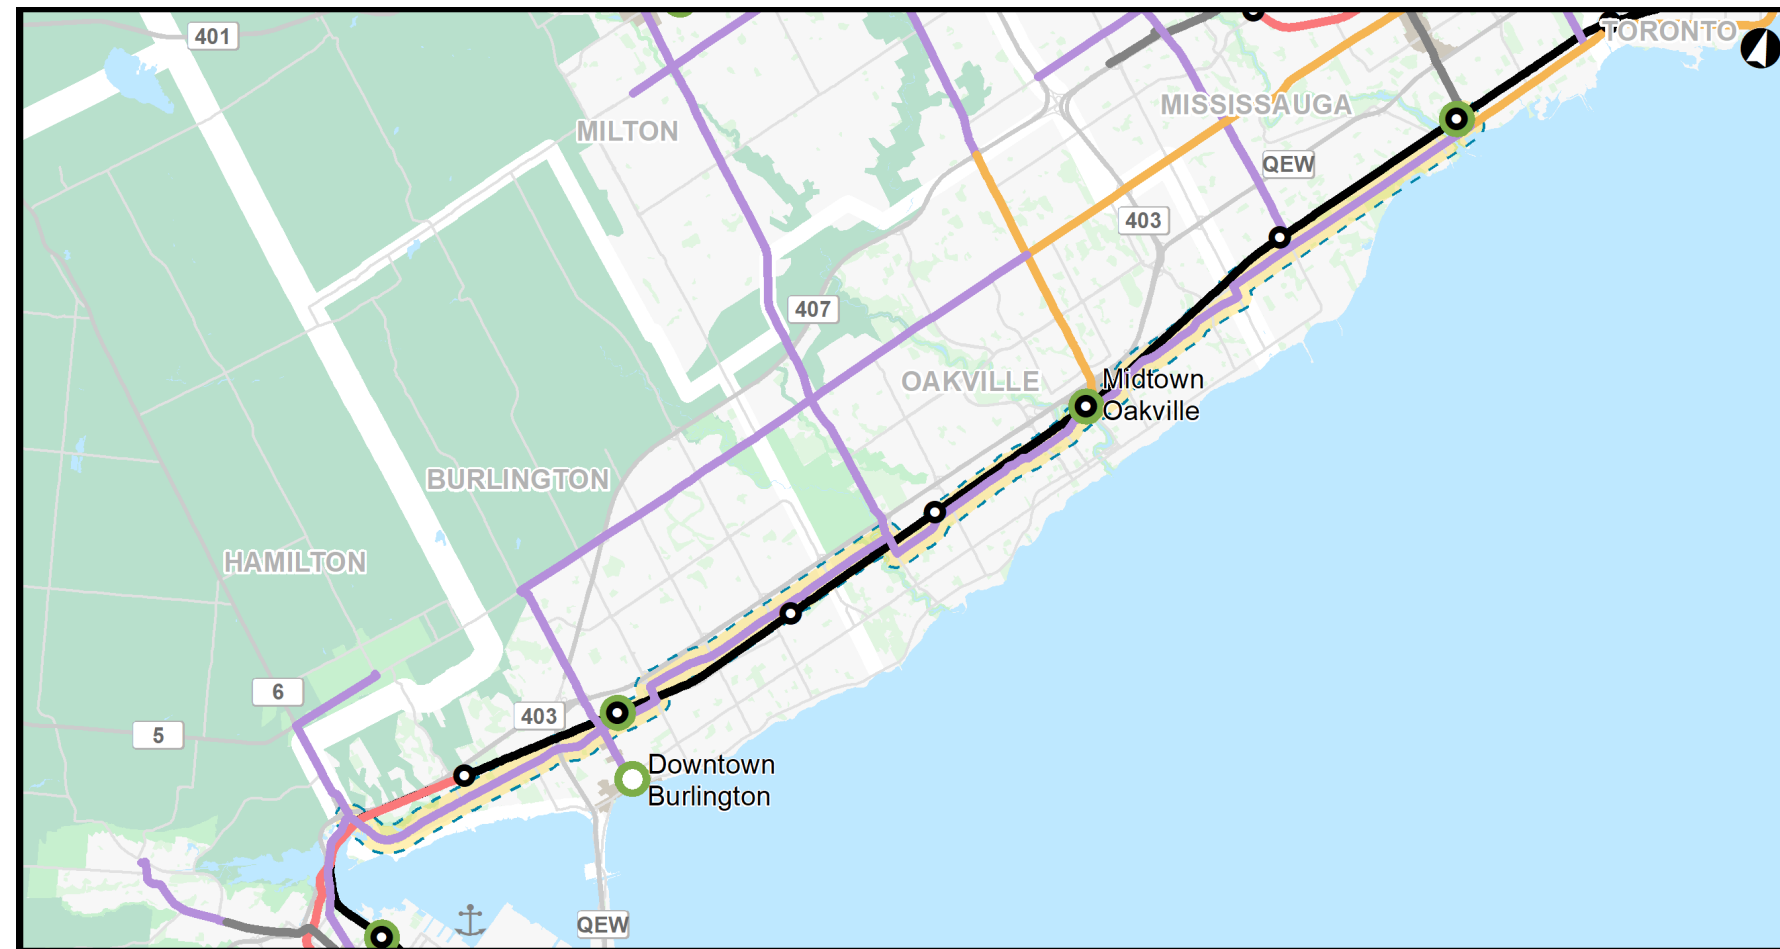 401
TORONTO
MISSISSAUGA
MILTON
QEW
403
407
Midtown
Oakville
OAKVILLE
BURLINGTON
HAMILTON
6
403
5
Downtown
Burlington
QEW